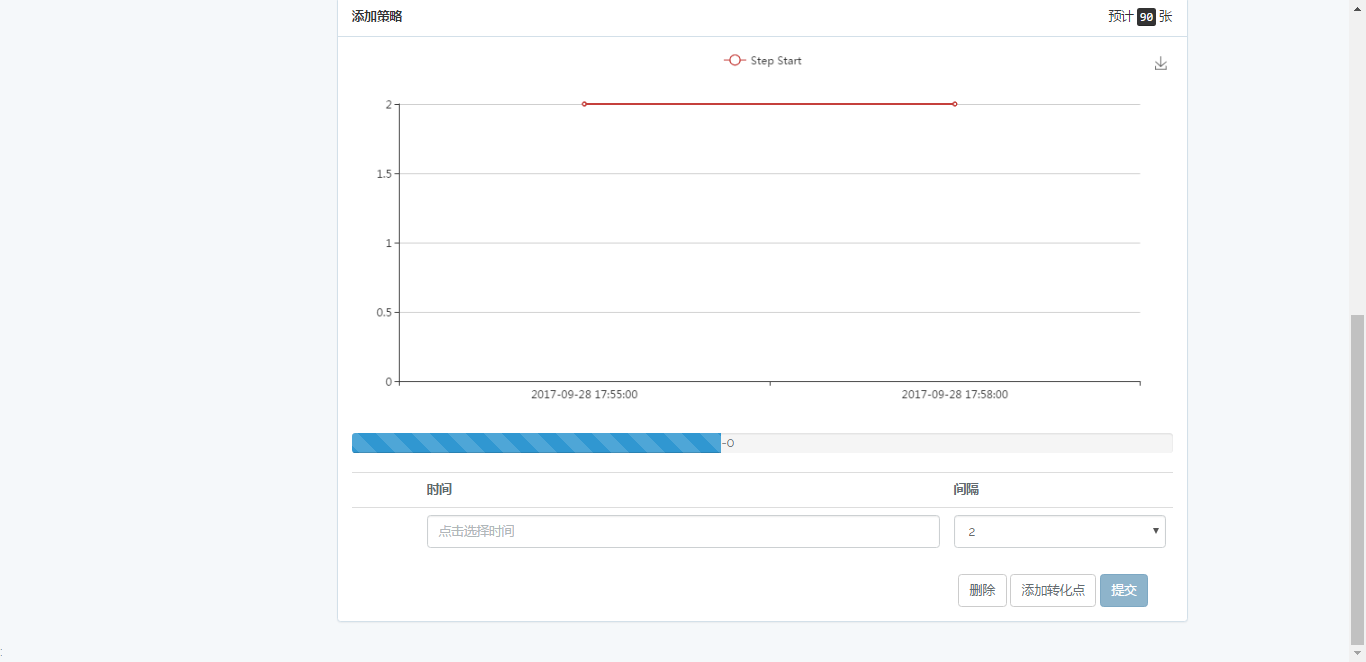 添加策略
预计 90 张
Step Start
2
1.5
1
0.5
0
2017-09-28 17:55:00
2017-09-28 17:58:00
-0
时间
间隔
点击选择时间
2
删除
添加转化点
提交
: